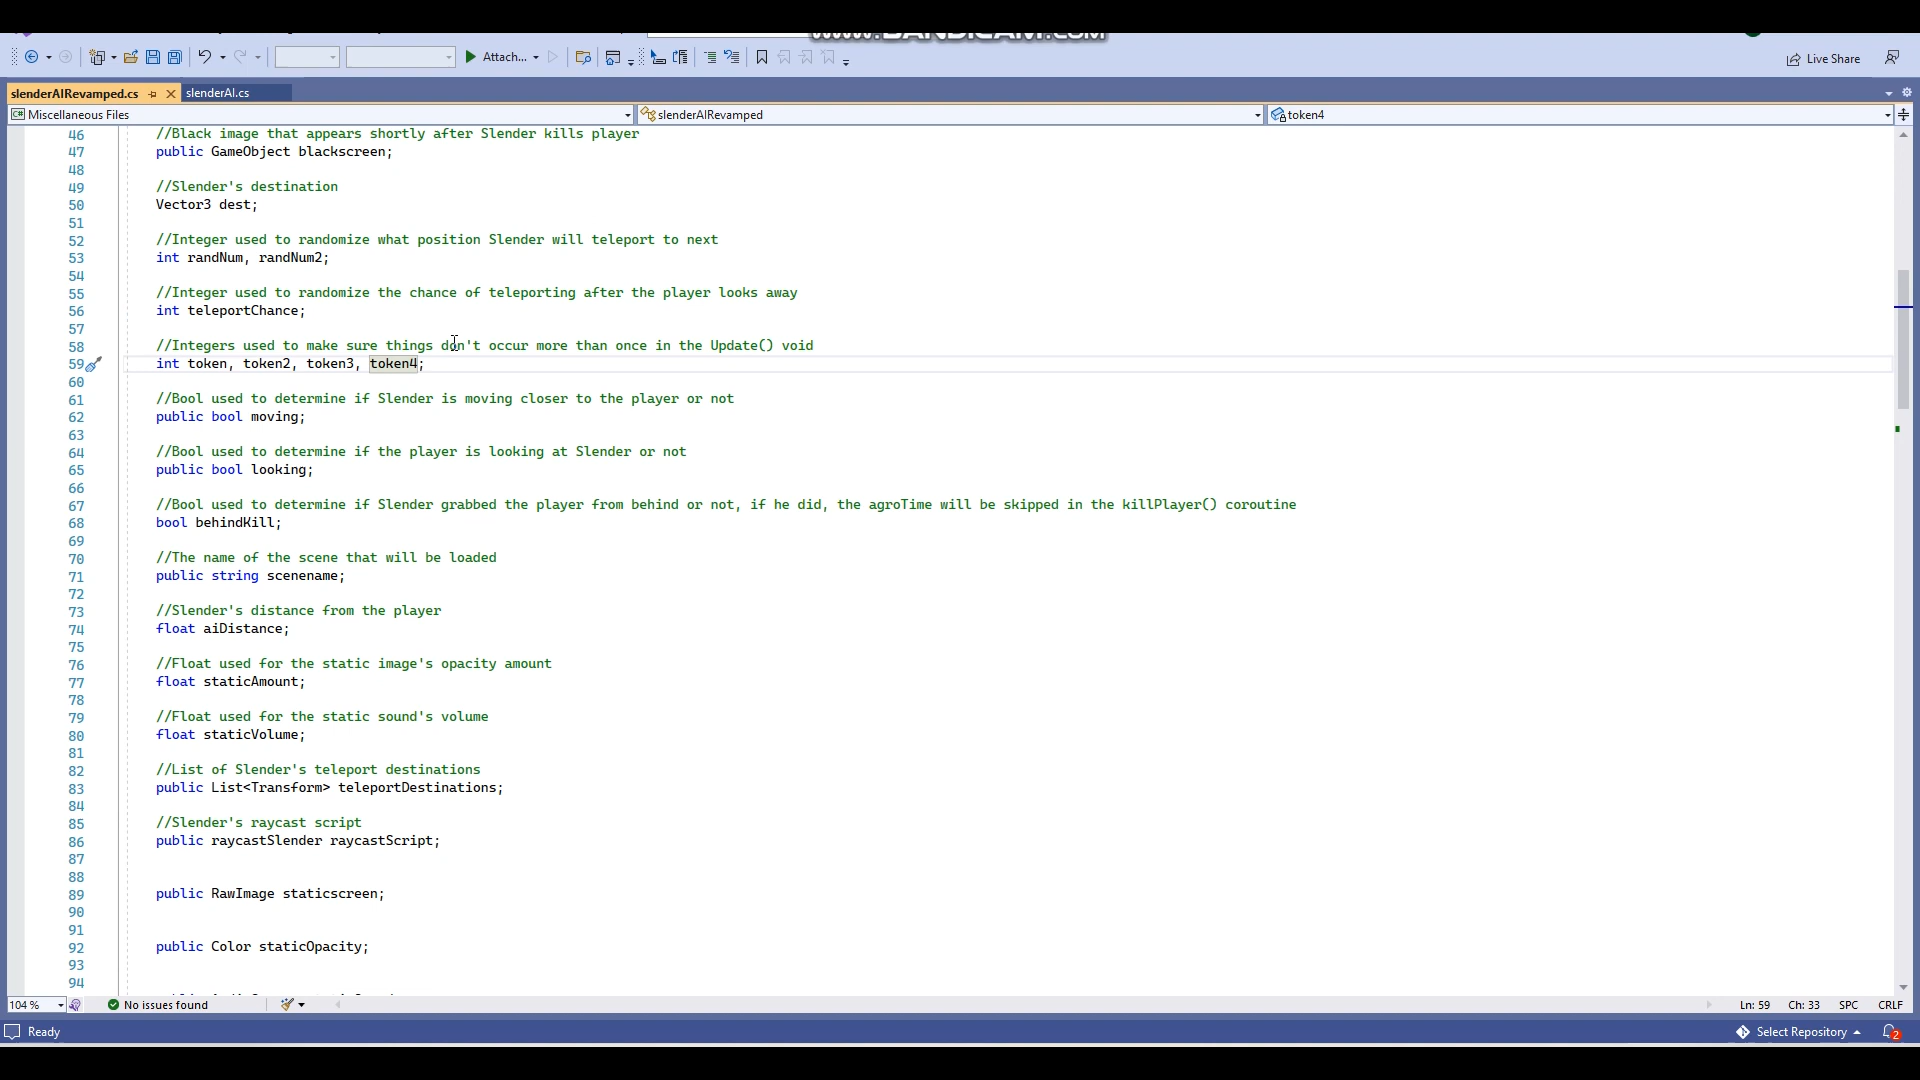 www.BANDICAM.com
Attach...
Live Share
slenderAIRevamped.cs
slenderAI.cs
C# Miscellaneous Files
slenderAIRevamped
token4
46 //Black image that appears shortly after Slender kills player
47 public GameObject blackscreen;
48
49 //Slender's destination
50 Vector3 dest;
51
52 //Integer used to randomize what position Slender will teleport to next
53 int randNum, randNum2;
54
55 //Integer used to randomize the chance of teleporting after the player looks away
56 int teleportChance;
57
58 //Integers used to make sure things don't occur more than once in the Update() void
59 int token, token2, token3, token4;
60
61 //Bool used to determine if Slender is moving closer to the player or not
62 public bool moving;
63
64 //Bool used to determine if the player is looking at Slender or not
65 public bool looking;
66
67 //Bool used to determine if Slender grabbed the player from behind or not, if he did, the agroTime will be skipped in the killPlayer() coroutine
68 bool behindKill;
69
70 //The name of the scene that will be loaded
71 public string scenename;
72
73 //Slender's distance from the player
74 float aiDistance;
75
76 //Float used for the static image's opacity amount
77 float staticAmount;
78
79 //Float used for the static sound's volume
80 float staticVolume;
81
82 //List of Slender's teleport destinations
83 public List<Transform> teleportDestinations;
84
85 //Slender's raycast script
86 public raycastSlender raycastScript;
87
88
89 public RawImage staticscreen;
90
91
92 public Color staticOpacity;
93
94
104 %
No issues found
Ln: 59 Ch: 33 SPC CRLF
Ready
Select Repository
2